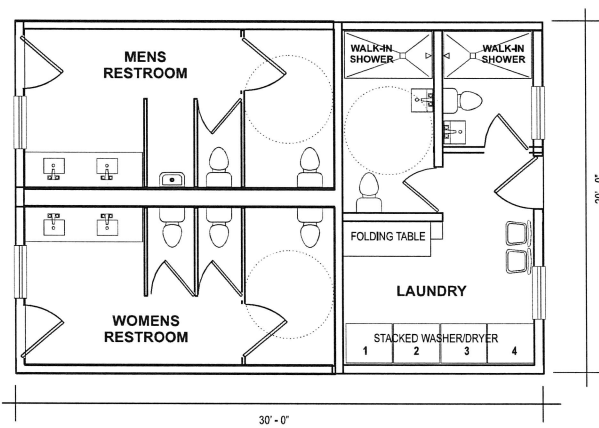 MENS
RESTROOM
WALK-IN
SHOWER
WALK-IN
SHOWER
FOLDING TABLE
LAUNDRY
WOMENS
RESTROOM
STACKED WASHER/DRYER
1 2 3 4
30' - 0"